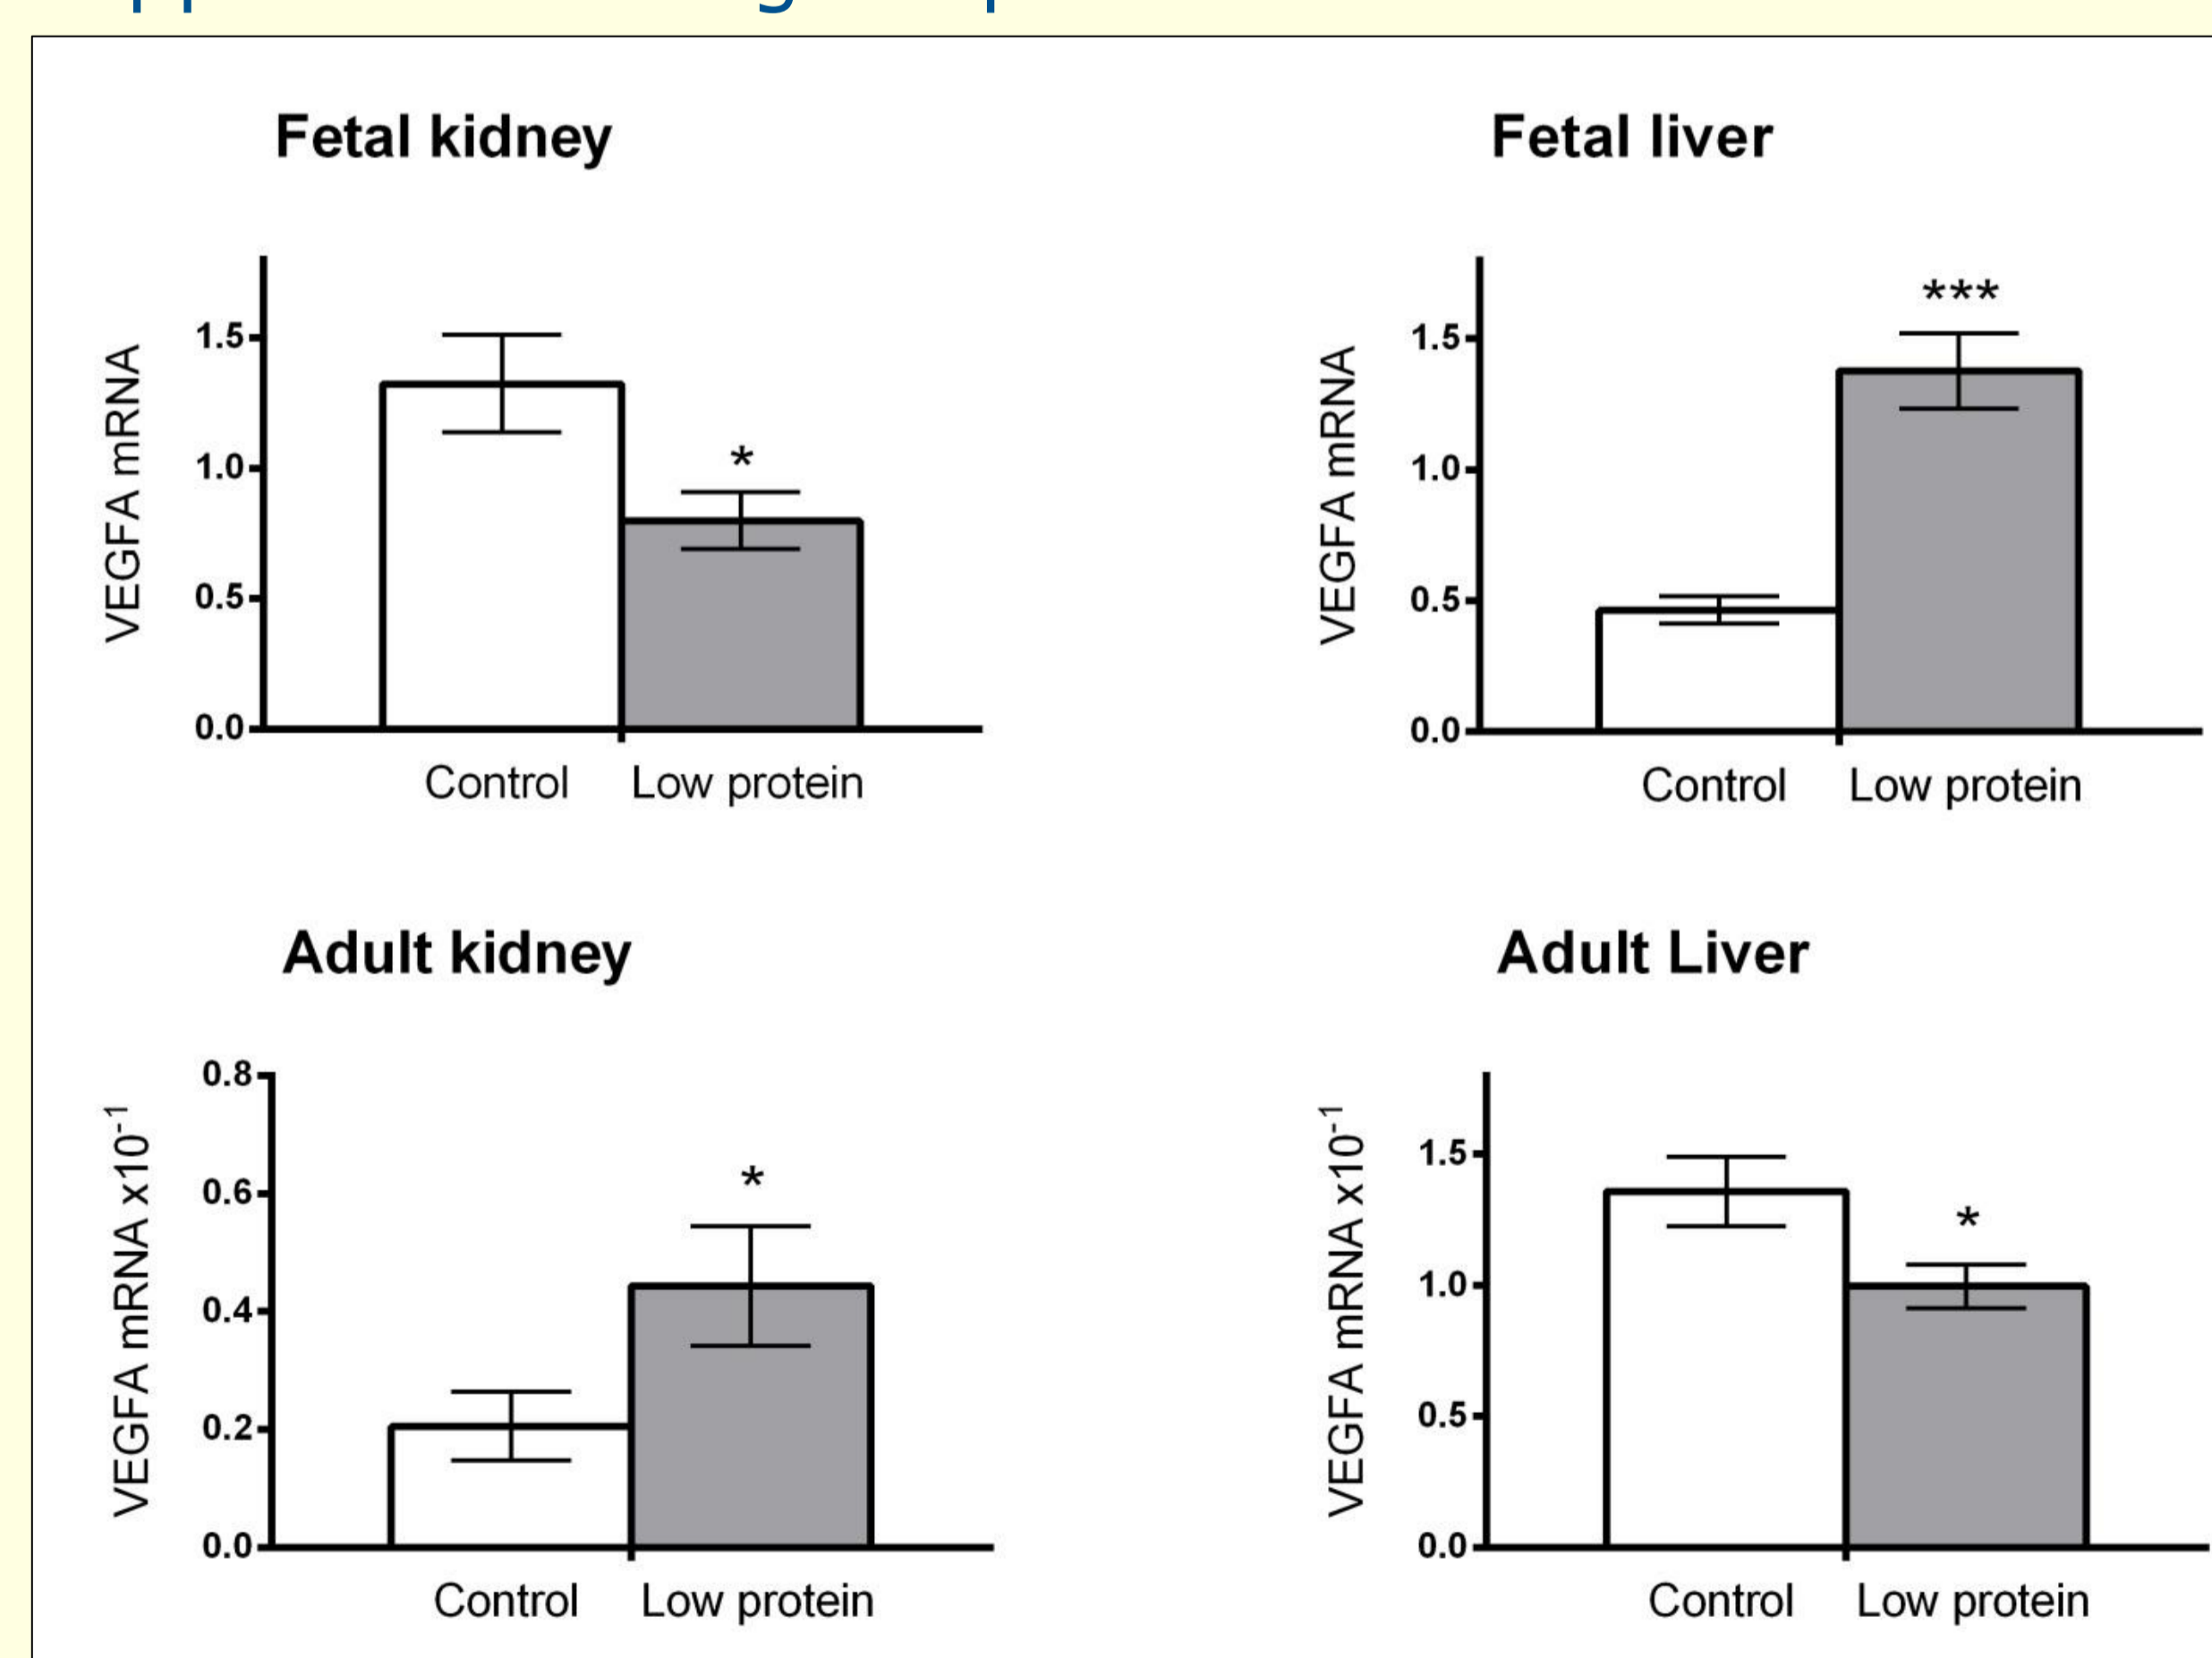 Fetal kidney
VEGFA mRNA
1.5
1.0
0.5
0.0
*
Control Low protein
Fetal liver
VEGFA mRNA
1.5
1.0
0.5
0.0
***
Control Low protein
Adult kidney
VEGFA mRNA x10⁻¹
0.8
0.6
0.4
0.2
0.0
*
Control Low protein
Adult Liver
VEGFA mRNA x10⁻¹
1.5
1.0
0.5
0.0
*
Control Low protein